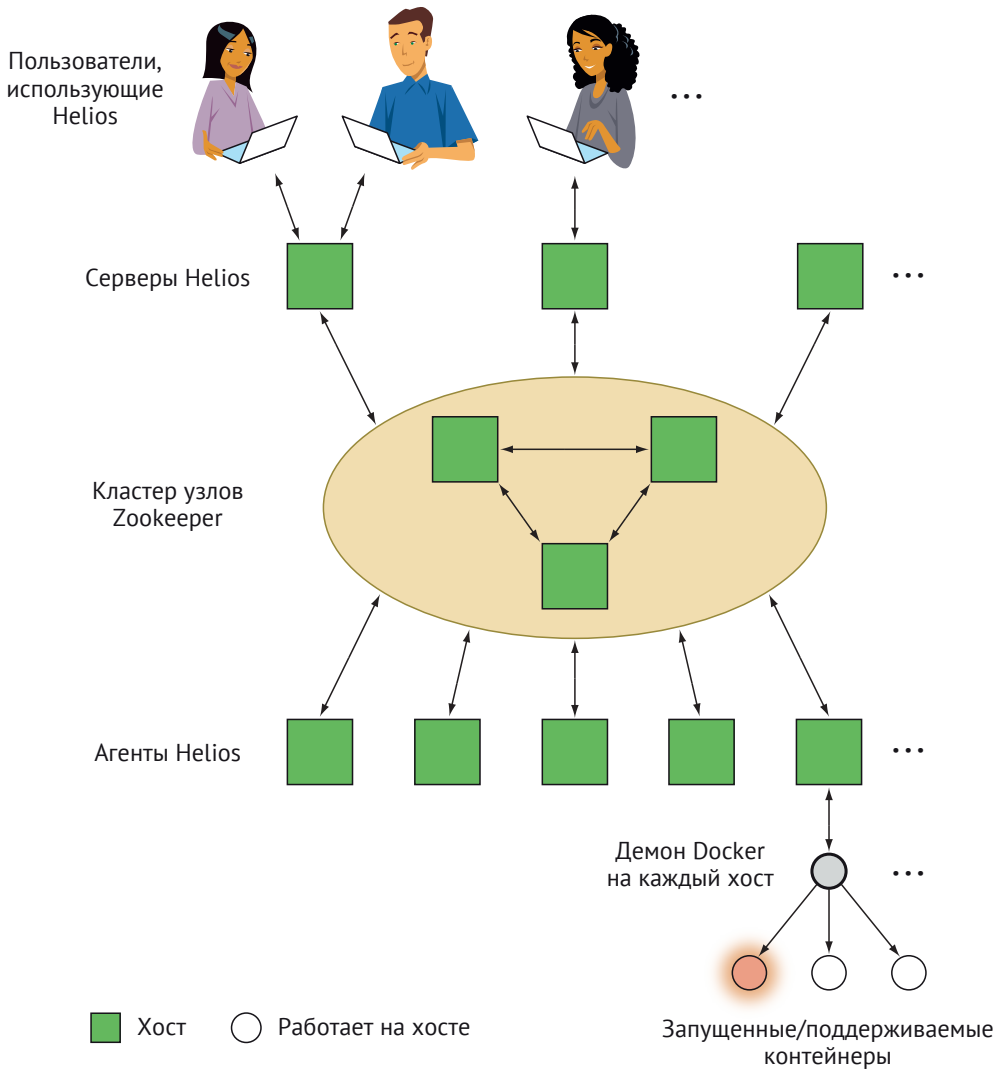 Пользователи,
использующие
Helios
...
Серверы Helios
...
Кластер узлов
Zookeeper
Агенты Helios
...
Демон Docker
на каждый хост
...
Хост
Работает на хосте
Запущенные/поддерживаемые
контейнеры